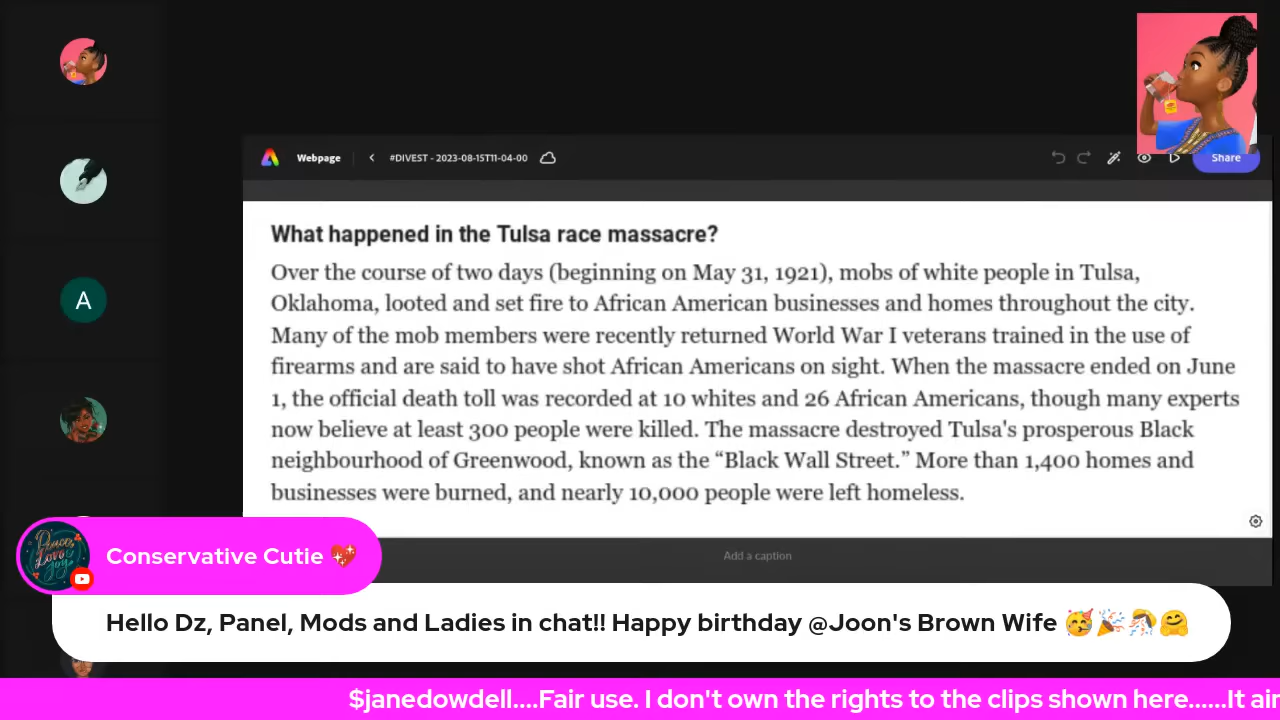 Webpage
#DIVEST - 2023-08-15T11-04-00
Share
What happened in the Tulsa race massacre?
Over the course of two days (beginning on May 31, 1921), mobs of white people in Tulsa,
Oklahoma, looted and set fire to African American businesses and homes throughout the city.
Many of the mob members were recently returned World War I veterans trained in the use of
firearms and are said to have shot African Americans on sight. When the massacre ended on June
1, the official death toll was recorded at 10 whites and 26 African Americans, though many experts
now believe at least 300 people were killed. The massacre destroyed Tulsa's prosperous Black
neighbourhood of Greenwood, known as the “Black Wall Street.” More than 1,400 homes and
businesses were burned, and nearly 10,000 people were left homeless.
Add a caption
A
Peace, Love Joy
Conservative Cutie 💖
Hello Dz, Panel, Mods and Ladies in chat!! Happy birthday @Joon's Brown Wife 🥳🎉🎊🤗
$janedowdell....Fair use. I don't own the rights to the clips shown here......It